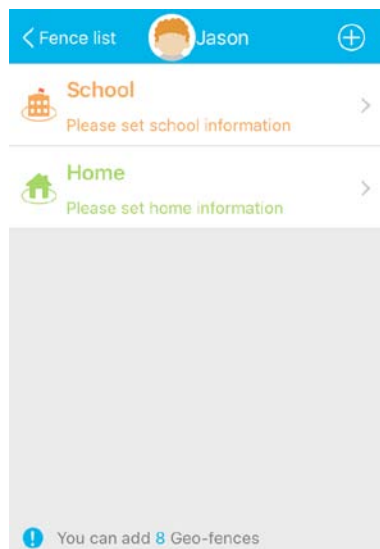 Fence list
Jason
School
Please set school information
Home
Please set home information
You can add 8 Geo-fences